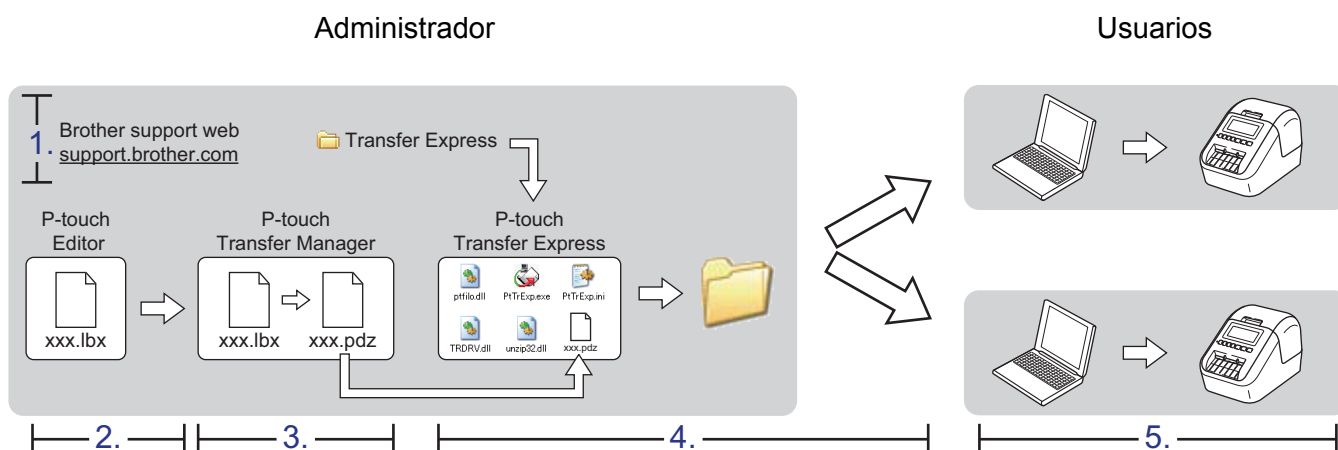 Administrador
Usuarios
1.
Brother support web
support.brother.com
Transfer Express
P-touch
Editor
xxx.lbx
P-touch
Transfer Manager
xxx.lbx
xxx.pdz
P-touch
Transfer Express
ptfilo.dll
PtTrExp.exe
PtTrExp.ini
TRDRV.dll
unzip32.dll
xxx.pdz
2.
3.
4.
5.